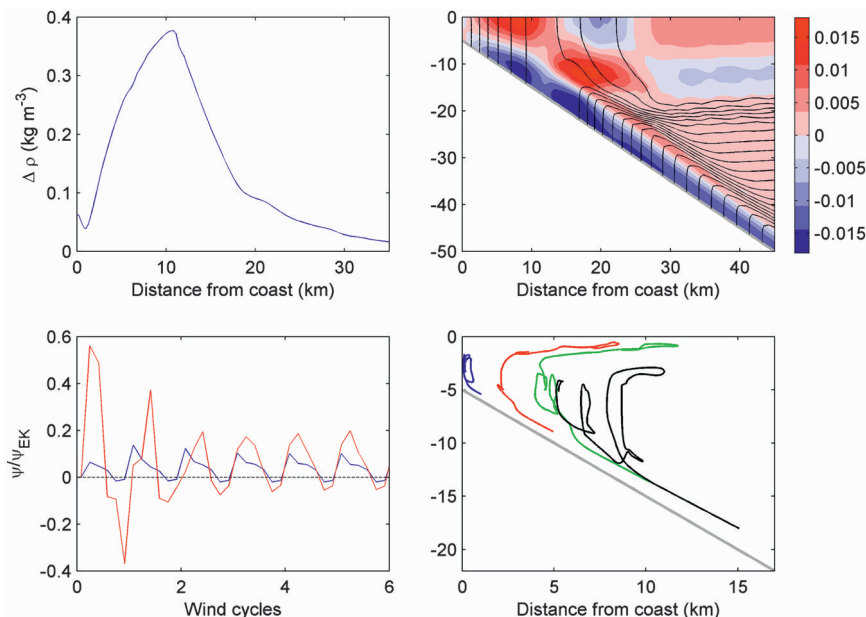 0.4
0.3
0.2
0.1
0
Δ ρ (kg m-3)
0 10 20 30
Distance from coast (km)
0
-10
-20
-30
-40
-50
0 20 40
Distance from coast (km)
0.015
0.01
0.005
0
-0.005
-0.01
-0.015
0.6
0.4
0.2
0
-0.2
-0.4
ψ/ψEK
0 2 4 6
Wind cycles
0
-5
-10
-15
-20
0 5 10 15
Distance from coast (km)